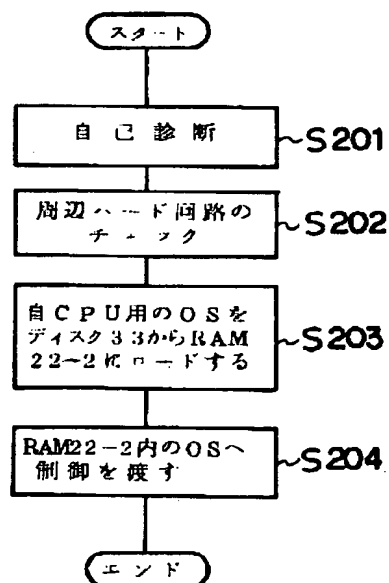 スタート
自己診断
S201
周辺ハード回路の
チェック
S202
自CPU用のOSを
ディスク33からRAM
22-2にロードする
S203
RAM22-2内のOSへ
制御を渡す
S204
エンド